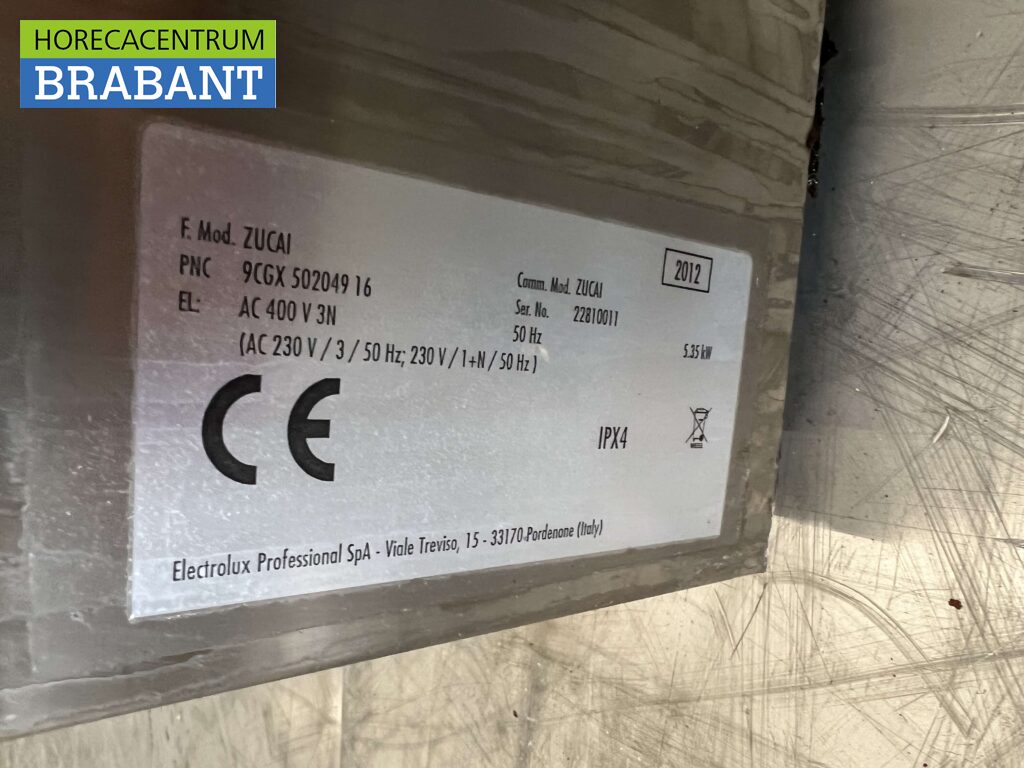 HORECACENTRUM
BRABANT
F. Mod. ZUCAI
PNC 9CGX 502049 16
EL: AC 400 V 3N
(AC 230 V / 3 / 50 Hz; 230 V / 1+N / 50 Hz )
2012
Comm. Mod. ZUCAI
Ser. No. 22810011
50 Hz
5.35 kW
CE
IPX4
Electrolux Professional SpA - Viale Treviso, 15 - 33170 Pordenone (Italy)